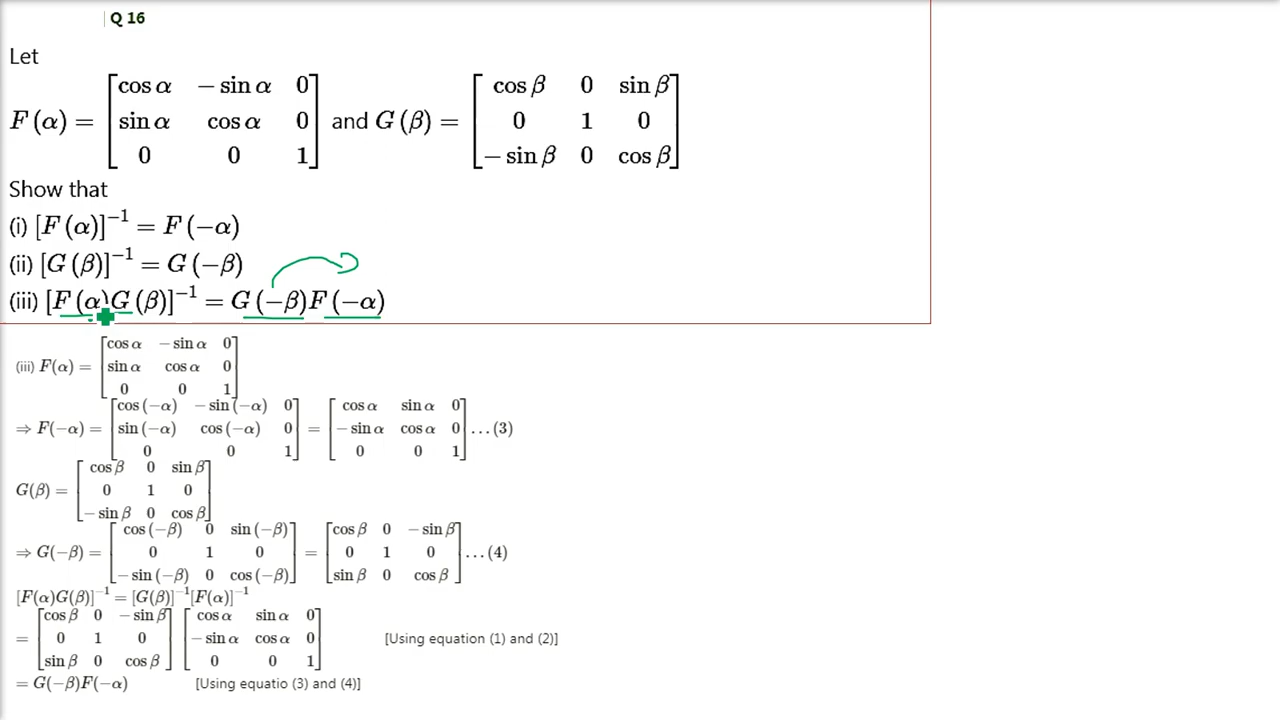 Q 16
Let
F (α) = [cos α − sin α 0; sin α cos α 0; 0 0 1] and G (β) = [cos β 0 sin β; 0 1 0; − sin β 0 cos β]
Show that
(i) [F (α)]⁻¹ = F (−α)
(ii) [G (β)]⁻¹ = G (−β)
(iii) [F (α)G (β)]⁻¹ = G (−β)F (−α)
(iii) F(α) = [cos α − sin α 0; sin α cos α 0; 0 0 1]
⇒ F(−α) = [cos (−α) − sin (−α) 0; sin (−α) cos (−α) 0; 0 0 1] = [cos α sin α 0; − sin α cos α 0; 0 0 1] …(3)
G(β) = [cos β 0 sin β; 0 1 0; − sin β 0 cos β]
⇒ G(−β) = [cos (−β) 0 sin (−β); 0 1 0; − sin (−β) 0 cos (−β)] = [cos β 0 − sin β; 0 1 0; sin β 0 cos β] …(4)
[F(α)G(β)]⁻¹ = [G(β)]⁻¹[F(α)]⁻¹
= [cos β 0 − sin β; 0 1 0; sin β 0 cos β] [cos α sin α 0; − sin α cos α 0; 0 0 1] [Using equation (1) and (2)]
= G(−β)F(−α) [Using equatio (3) and (4)]